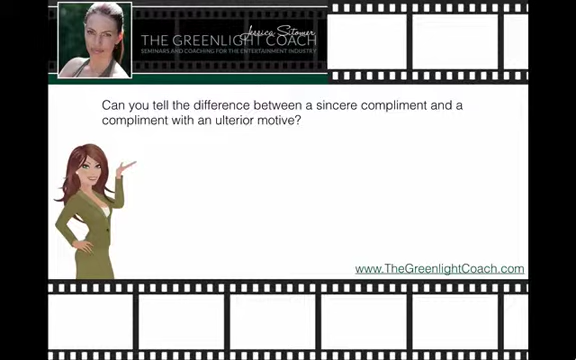 Jessica Sitomer
THE GREENLIGHT COACH
SEMINARS AND COACHING FOR THE ENTERTAINMENT INDUSTRY
Can you tell the difference between a sincere compliment and a
compliment with an ulterior motive?
www.TheGreenlightCoach.com